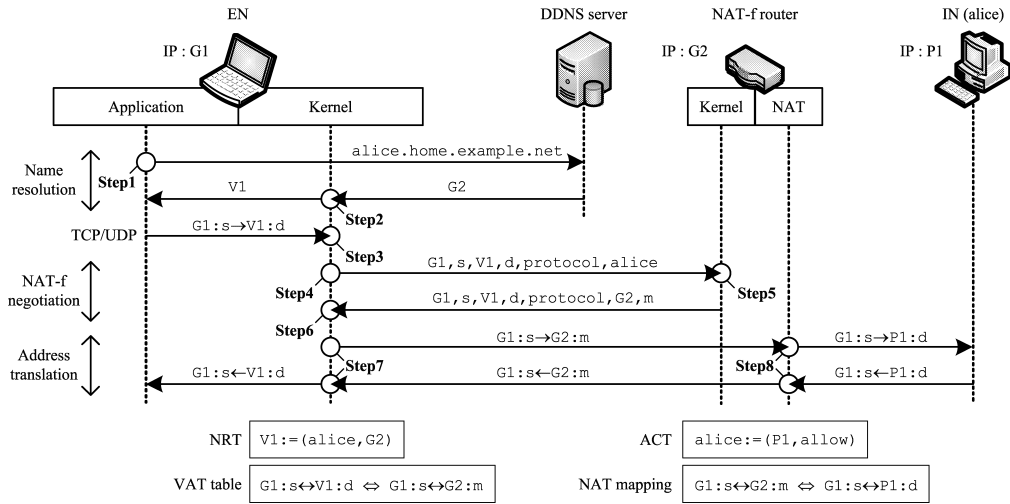 EN
DDNS server
NAT-f router
IN (alice)
IP : G1
IP : G2
IP : P1
Application
Kernel
Kernel
NAT
Name resolution
alice.home.example.net
Step1
V1
G2
Step2
TCP/UDP
G1:s→V1:d
Step3
NAT-f negotiation
G1,s,V1,d,protocol,alice
Step4
Step5
G1,s,V1,d,protocol,G2,m
Step6
Address translation
G1:s→G2:m
G1:s→P1:d
Step7
Step8
G1:s←V1:d
G1:s←G2:m
G1:s←P1:d
NRT
V1:=(alice,G2)
ACT
alice:=(P1,allow)
VAT table
G1:s↔V1:d ⇔ G1:s↔G2:m
NAT mapping
G1:s↔G2:m ⇔ G1:s↔P1:d